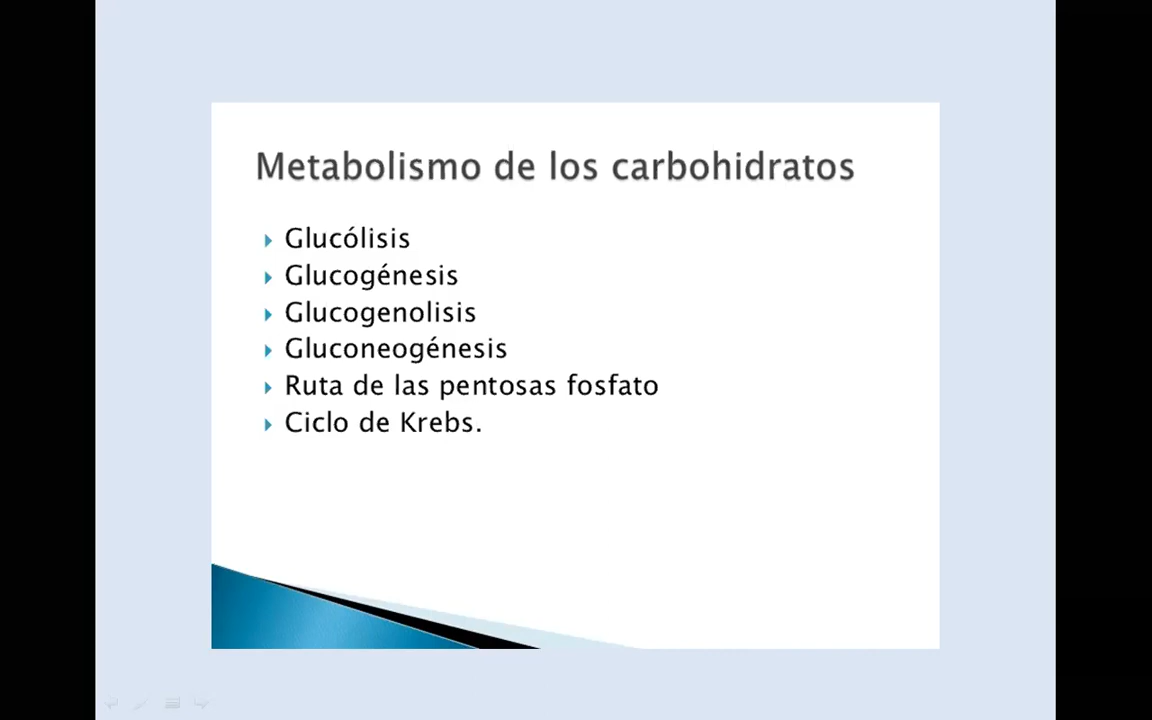 Metabolismo de los carbohidratos
Glucólisis
Glucogénesis
Glucogenolisis
Gluconeogénesis
Ruta de las pentosas fosfato
Ciclo de Krebs.